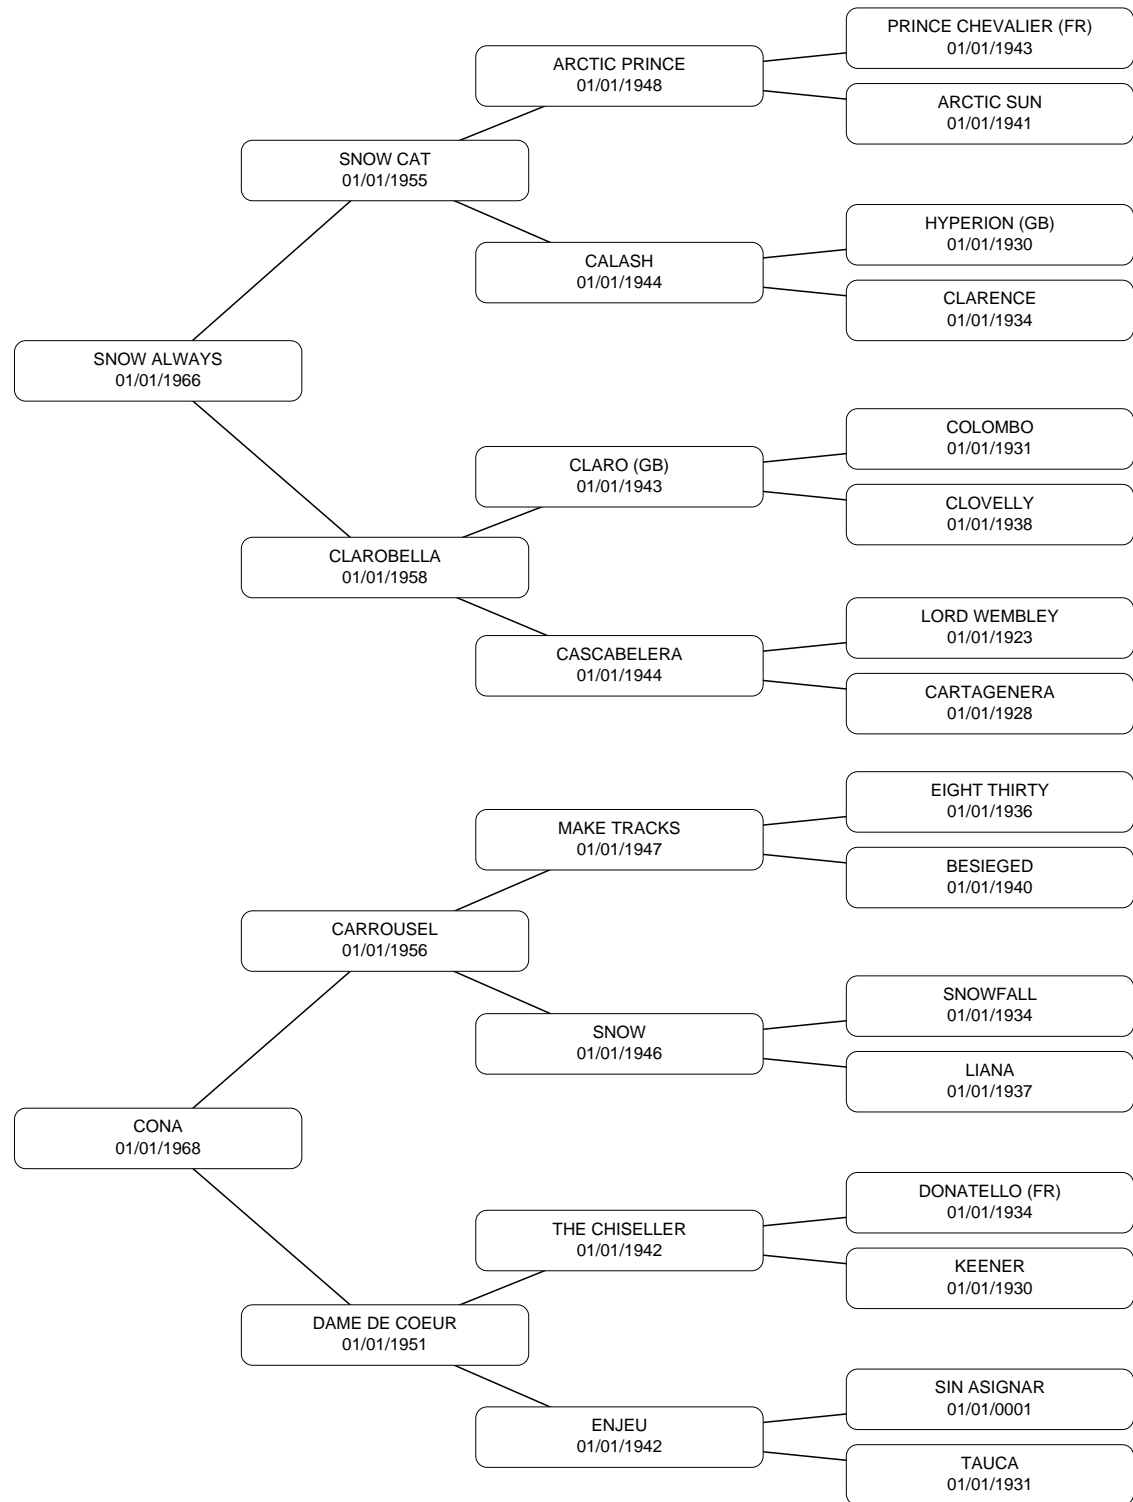 PRINCE CHEVALIER (FR)
01/01/1943
ARCTIC PRINCE
01/01/1948
ARCTIC SUN
01/01/1941
SNOW CAT
01/01/1955
HYPERION (GB)
01/01/1930
CALASH
01/01/1944
CLARENCE
01/01/1934
SNOW ALWAYS
01/01/1966
COLOMBO
01/01/1931
CLARO (GB)
01/01/1943
CLOVELLY
01/01/1938
CLAROBELLA
01/01/1958
LORD WEMBLEY
01/01/1923
CASCABELERA
01/01/1944
CARTAGENERA
01/01/1928
EIGHT THIRTY
01/01/1936
MAKE TRACKS
01/01/1947
BESIEGED
01/01/1940
CARROUSEL
01/01/1956
SNOWFALL
01/01/1934
SNOW
01/01/1946
LIANA
01/01/1937
CONA
01/01/1968
DONATELLO (FR)
01/01/1934
THE CHISELLER
01/01/1942
KEENER
01/01/1930
DAME DE COEUR
01/01/1951
SIN ASIGNAR
01/01/0001
ENJEU
01/01/1942
TAUCA
01/01/1931